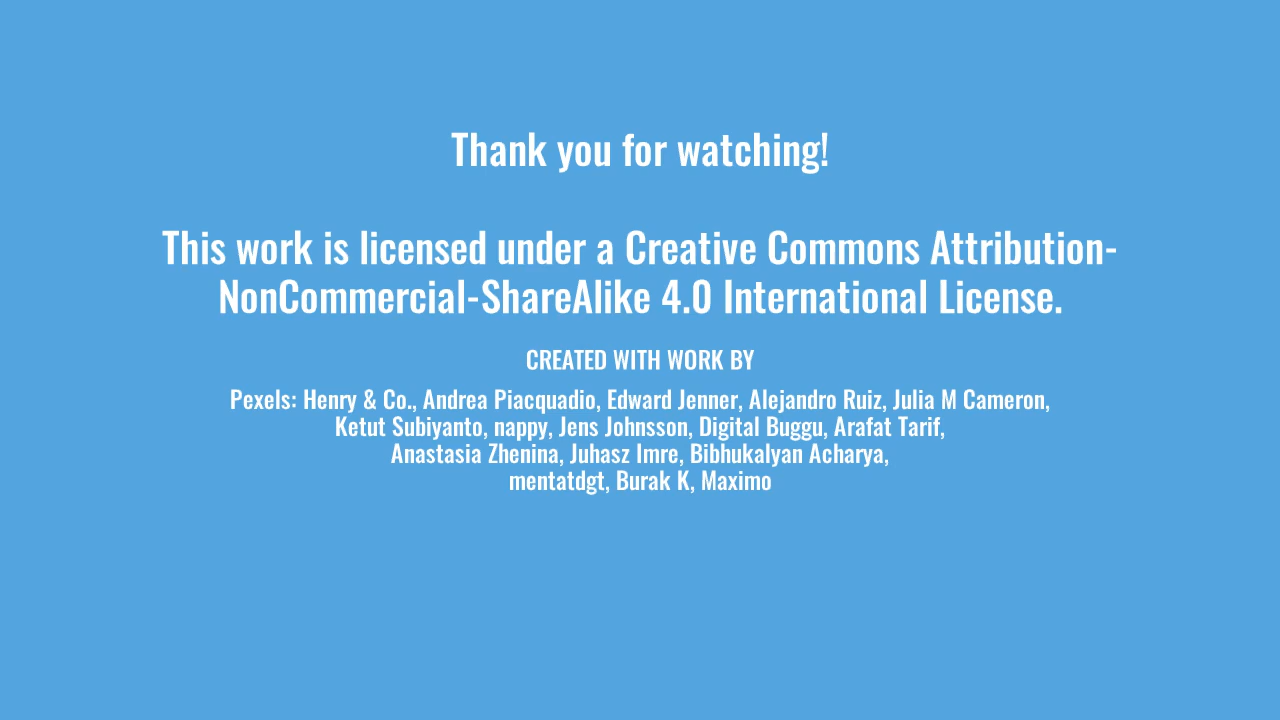 Thank you for watching!
This work is licensed under a Creative Commons Attribution-
NonCommercial-ShareAlike 4.0 International License.
CREATED WITH WORK BY
Pexels: Henry & Co., Andrea Piacquadio, Edward Jenner, Alejandro Ruiz, Julia M Cameron,
Ketut Subiyanto, nappy, Jens Johnsson, Digital Buggu, Arafat Tarif,
Anastasia Zhenina, Juhasz Imre, Bibhukalyan Acharya,
mentatdgt, Burak K, Maximo